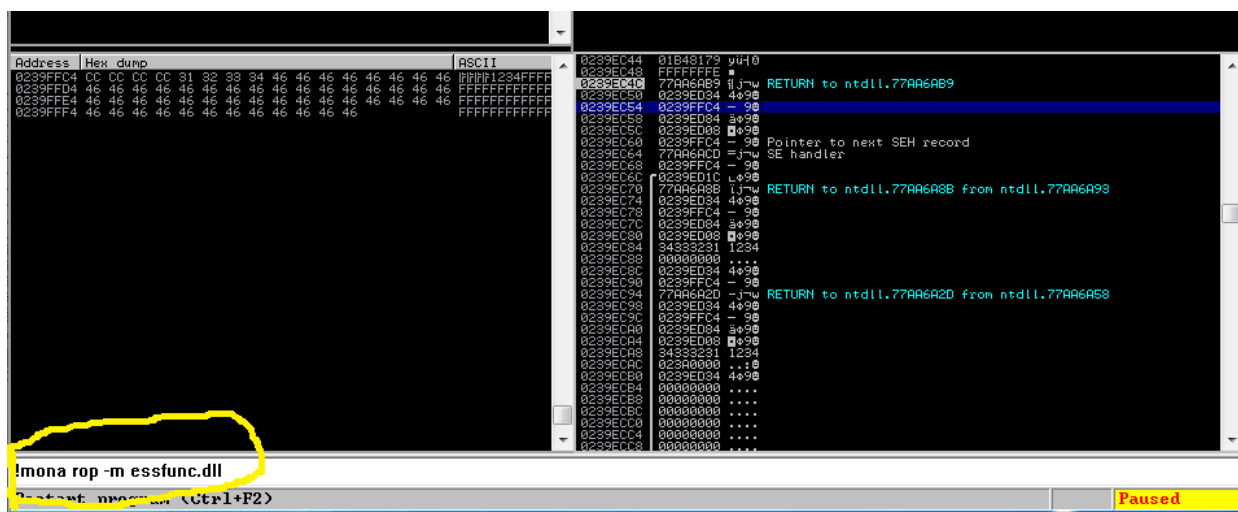 Address Hex dump ASCII
0239FFC4 CC CC CC CC 31 32 33 34 46 46 46 46 46 46 46 46 1234FFFF
0239FFD4 46 46 46 46 46 46 46 46 46 46 46 46 46 46 46 46 FFFFFFFFFFFF
0239FFE4 46 46 46 46 46 46 46 46 46 46 46 46 46 46 46 46 FFFFFFFFFFFF
0239FFF4 46 46 46 46 46 46 46 46 46 46 46 46 FFFFFFFFFFFF
0239EC44 01B48179
0239EC48 FFFFFFFE
0239EC4C 77AA6AB9 RETURN to ntdll.77AA6AB9
0239EC50 0239ED34
0239EC54 0239FFC4
0239EC58 0239ED84
0239EC5C 0239ED08
0239EC60 0239FFC4 Pointer to next SEH record
0239EC64 77AA6ACD SE handler
0239EC68 0239FFC4
0239EC6C 0239ED1C
0239EC70 77AA6A8B RETURN to ntdll.77AA6A8B from ntdll.77AA6A93
0239EC74 0239ED34
0239EC78 0239FFC4
0239EC7C 0239ED84
0239EC80 0239ED08
0239EC84 34333231 1234
0239EC88 00000000 ....
0239EC8C 0239ED34
0239EC90 0239FFC4
0239EC94 77AA6A2D RETURN to ntdll.77AA6A2D from ntdll.77AA6A58
0239EC98 0239ED34
0239EC9C 0239FFC4
0239ECA0 0239ED84
0239ECA4 0239ED08
0239ECA8 34333231 1234
0239ECAC 023A0000
0239ECB0 0239ED34
0239ECB4 00000000 ....
0239ECB8 00000000 ....
0239ECBC 00000000 ....
0239ECC0 00000000 ....
0239ECC4 00000000 ....
0239ECC8 00000000 ....
!mona rop -m essfunc.dll
program (Ctrl+F2)
Paused